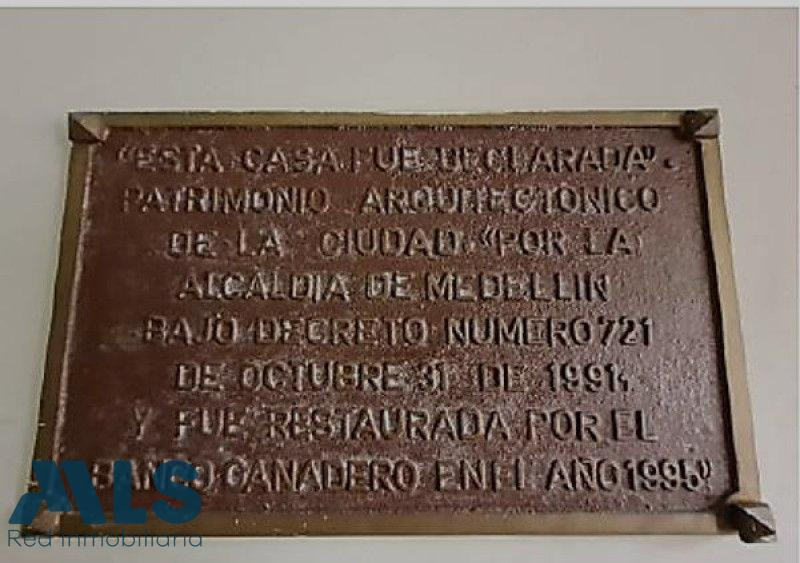 "ESTA CASA FUE DECLARADA"
PATRIMONIO ARQUITECTONICO
DE LA CIUDAD "POR LA
ALCALDIA DE MEDELLIN
BAJO DECRETO NUMERO 721
DE OCTUBRE 31 DE 1991.
Y FUE RESTAURADA POR EL
BANCO GANADERO EN EL AÑO 1995"
MLS
Red inmobiliaria